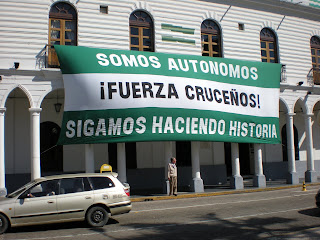 SOMOS AUTONOMOS
¡FUERZA CRUCEÑOS!
SIGAMOS HACIENDO HISTORIA